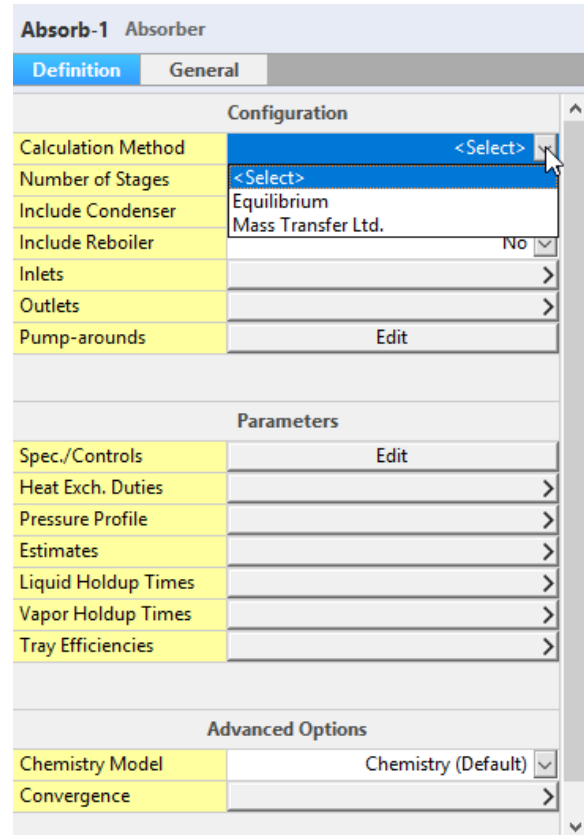 Absorb-1 Absorber
Definition General
Configuration
Calculation Method <Select>
Number of Stages <Select>
Equilibrium
Include Condenser Mass Transfer Ltd.
Include Reboiler No
Inlets
Outlets
Pump-arounds Edit
Parameters
Spec./Controls Edit
Heat Exch. Duties
Pressure Profile
Estimates
Liquid Holdup Times
Vapor Holdup Times
Tray Efficiencies
Advanced Options
Chemistry Model Chemistry (Default)
Convergence